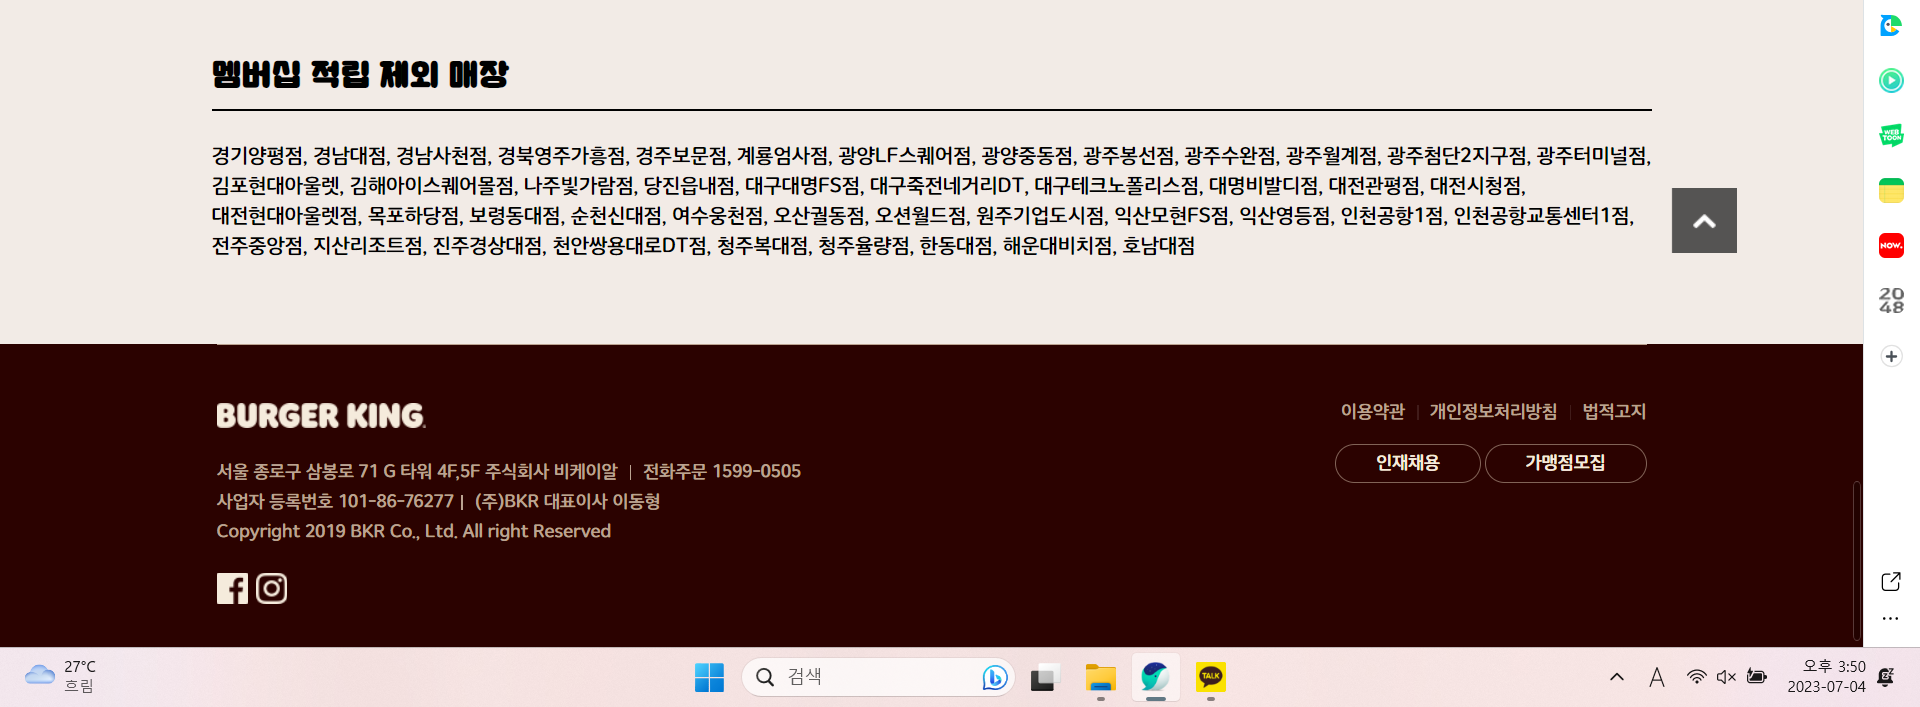 멤버십 적립 제외 매장
경기양평점, 경남대점, 경남사천점, 경북영주가흥점, 경주보문점, 계룡엄사점, 광양LF스퀘어점, 광양중동점, 광주봉선점, 광주수완점, 광주월계점, 광주첨단2지구점, 광주터미널점,
김포현대아울렛, 김해아이스퀘어몰점, 나주빛가람점, 당진읍내점, 대구대명FS점, 대구죽전네거리DT, 대구테크노폴리스점, 대명비발디점, 대전관평점, 대전시청점,
대전현대아울렛점, 목포하당점, 보령동대점, 순천신대점, 여수웅천점, 오산궐동점, 오션월드점, 원주기업도시점, 익산모현FS점, 익산영등점, 인천공항1점, 인천공항교통센터1점,
전주중앙점, 지산리조트점, 진주경상대점, 천안쌍용대로DT점, 청주복대점, 청주율량점, 한동대점, 해운대비치점, 호남대점
WEB
TOON
NOW.
20
48
BURGER KING
이용약관 | 개인정보처리방침 | 법적고지
인재채용 가맹점모집
서울 종로구 삼봉로 71 G 타워 4F,5F 주식회사 비케이알 | 전화주문 1599-0505
사업자 등록번호 101-86-76277 | (주)BKR 대표이사 이동형
Copyright 2019 BKR Co., Ltd. All right Reserved
27°C
흐림
검색
TALK
A
오후 3:50
2023-07-04